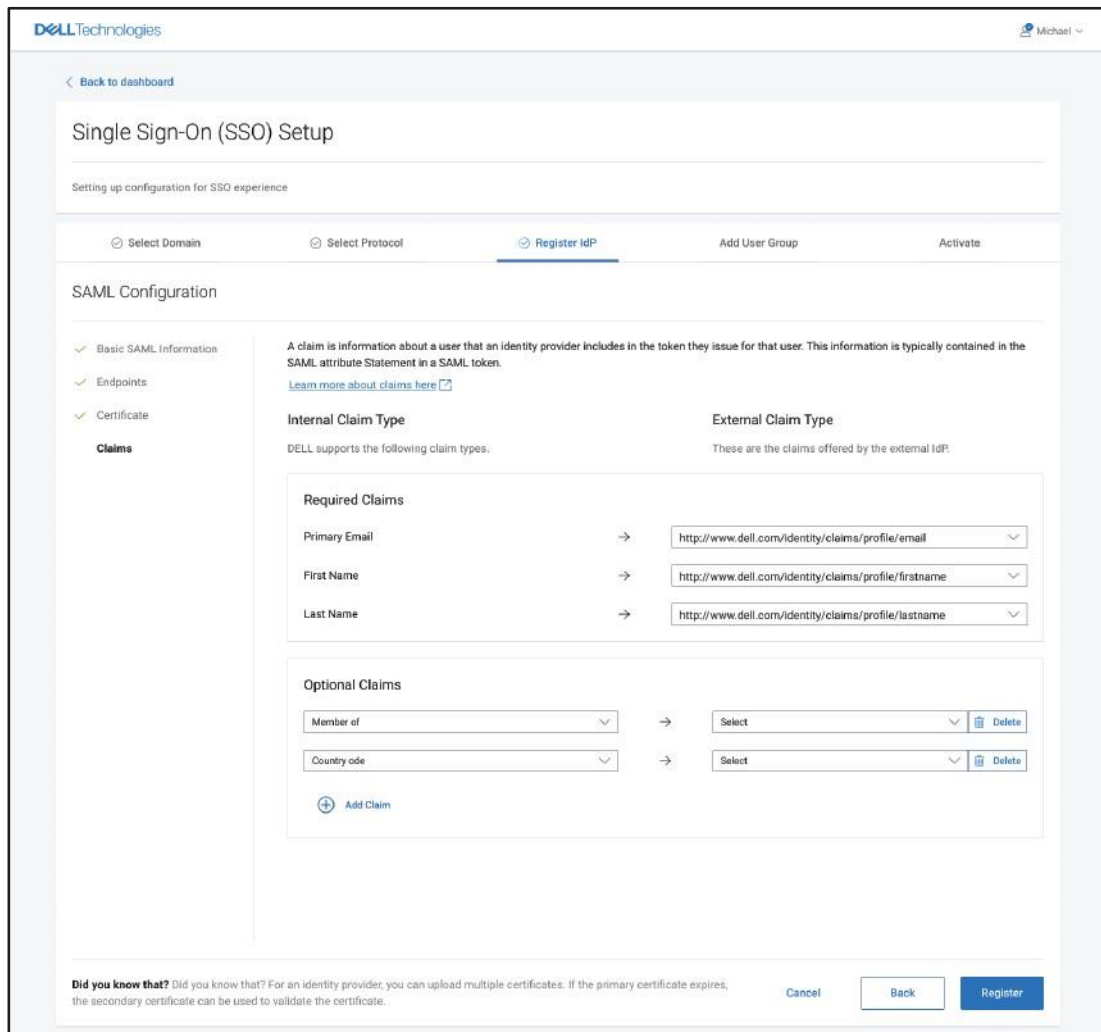 DELLTechnologies
Michael
Back to dashboard
Single Sign-On (SSO) Setup
Setting up configuration for SSO experience
Select Domain
Select Protocol
Register IdP
Add User Group
Activate
SAML Configuration
Basic SAML Information
Endpoints
Certificate
Claims
A claim is information about a user that an identity provider includes in the token they issue for that user. This information is typically contained in the
SAML attribute Statement in a SAML token.
Learn more about claims here
Internal Claim Type
External Claim Type
DELL supports the following claim types.
These are the claims offered by the external IdP.
Required Claims
Primary Email
http://www.dell.com/identity/claims/profile/email
First Name
http://www.dell.com/identity/claims/profile/firstname
Last Name
http://www.dell.com/identity/claims/profile/lastname
Optional Claims
Member of
Select
Delete
Country ode
Select
Delete
Add Claim
Did you know that? Did you know that? For an identity provider, you can upload multiple certificates. If the primary certificate expires,
the secondary certificate can be used to validate the certificate.
Cancel
Back
Register